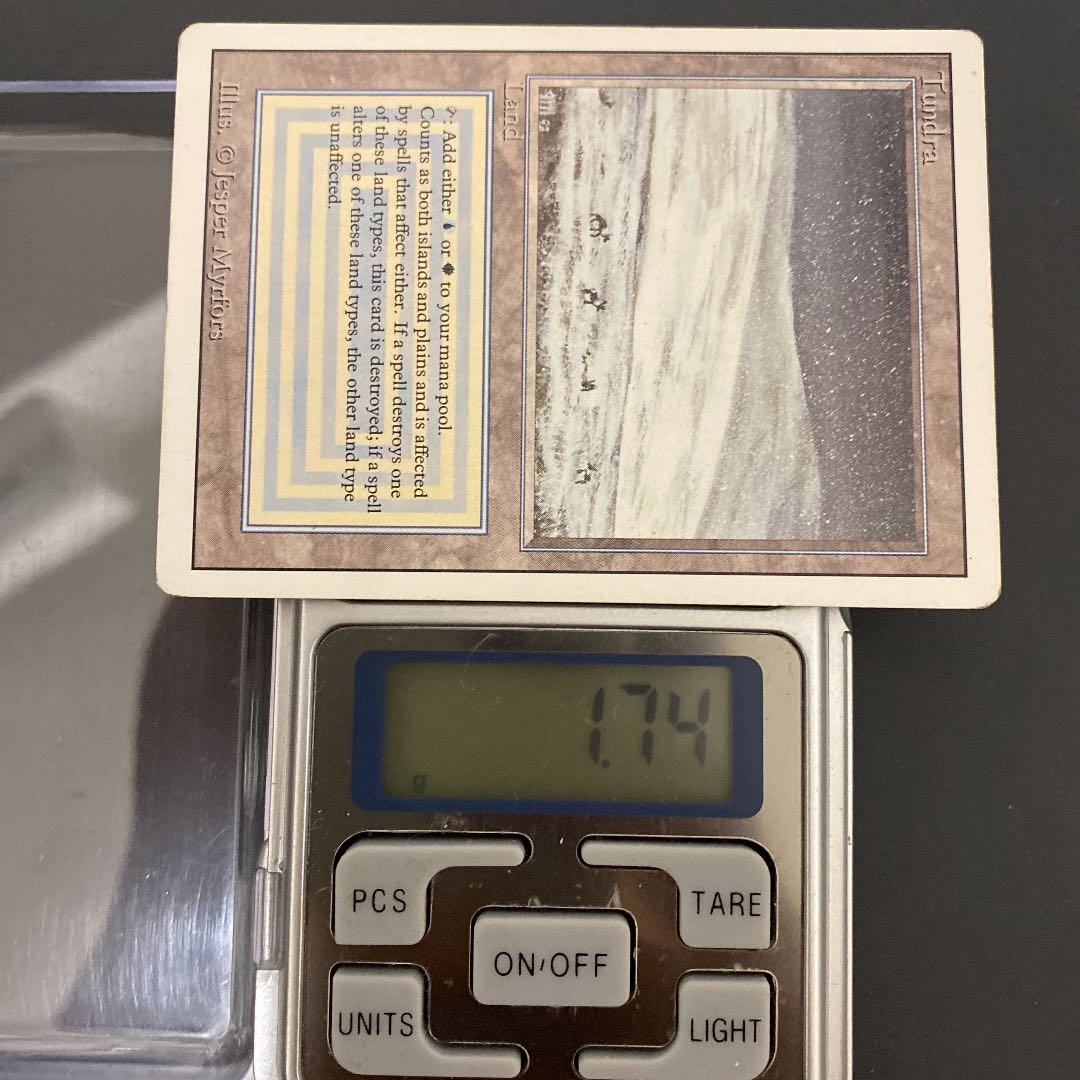 Tundra
Land
: Add either or to your mana pool.
Counts as both islands and plains and is affected
by spells that affect either. If a spell destroys one
of these land types, this card is destroyed; if a spell
alters one of these land types, the other land type
is unaffected.
Illus. © Jesper Myrfors
1.74
g
PCS
TARE
ON/OFF
UNITS
LIGHT